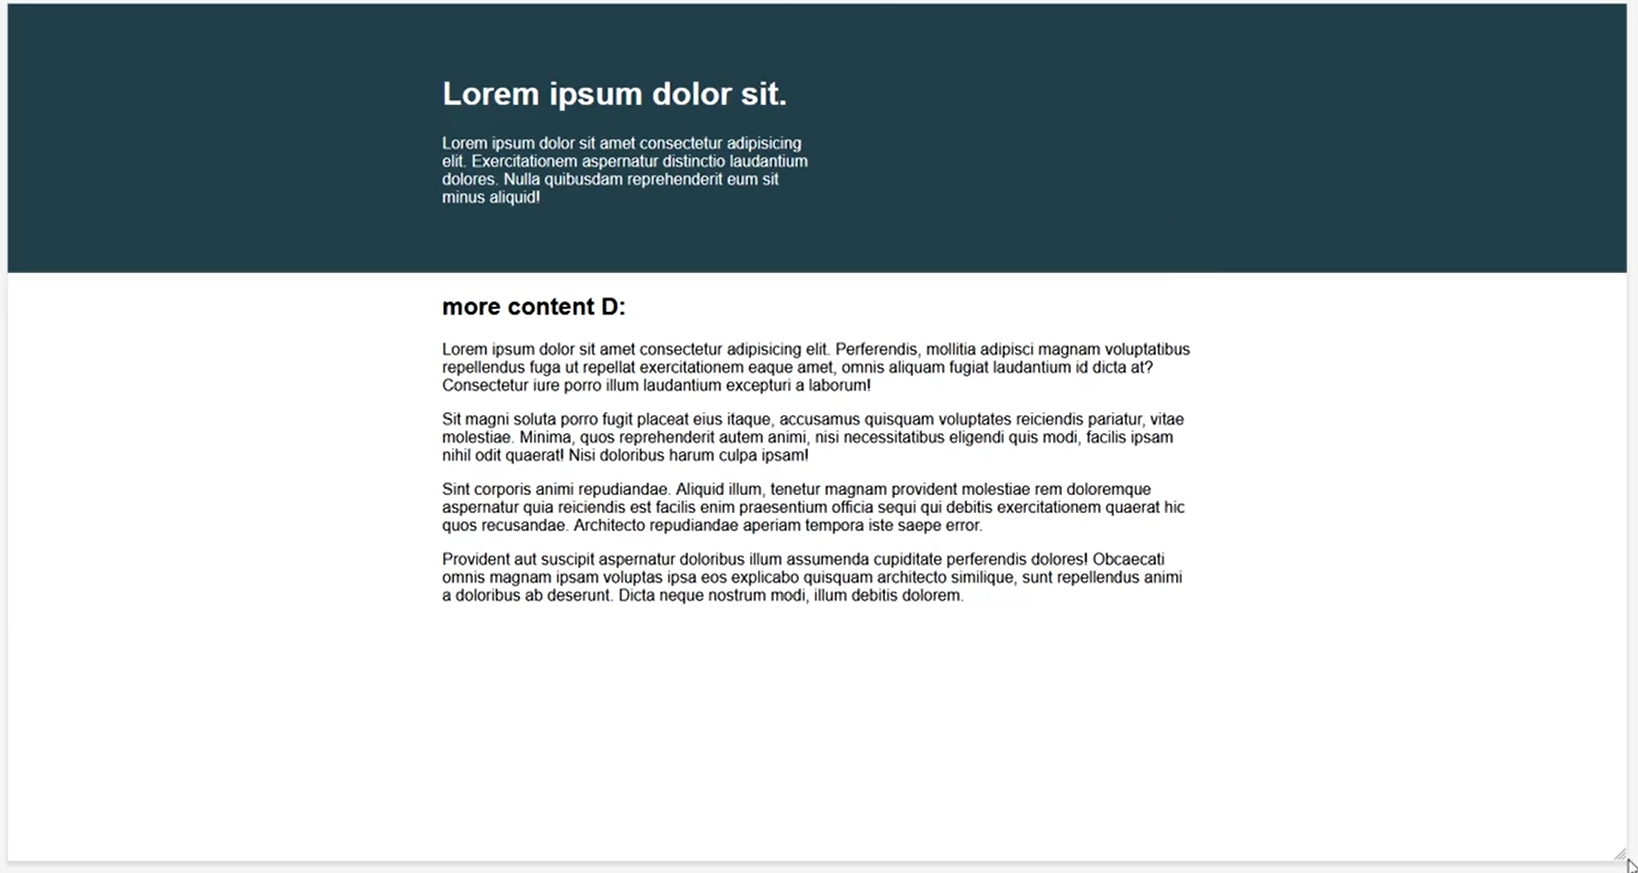 Lorem ipsum dolor sit.
Lorem ipsum dolor sit amet consectetur adipisicing
elit. Exercitationem aspernatur distinctio laudantium
dolores. Nulla quibusdam reprehenderit eum sit
minus aliquid!
more content D:
Lorem ipsum dolor sit amet consectetur adipisicing elit. Perferendis, mollitia adipisci magnam voluptatibus
repellendus fuga ut repellat exercitationem eaque amet, omnis aliquam fugiat laudantium id dicta at?
Consectetur iure porro illum laudantium excepturi a laborum!
Sit magni soluta porro fugit placeat eius itaque, accusamus quisquam voluptates reiciendis pariatur, vitae
molestiae. Minima, quos reprehenderit autem animi, nisi necessitatibus eligendi quis modi, facilis ipsam
nihil odit quaerat! Nisi doloribus harum culpa ipsam!
Sint corporis animi repudiandae. Aliquid illum, tenetur magnam provident molestiae rem doloremque
aspernatur quia reiciendis est facilis enim praesentium officia sequi qui debitis exercitationem quaerat hic
quos recusandae. Architecto repudiandae aperiam tempora iste saepe error.
Provident aut suscipit aspernatur doloribus illum assumenda cupiditate perferendis dolores! Obcaecati
omnis magnam ipsam voluptas ipsa eos explicabo quisquam architecto similique, sunt repellendus animi
a doloribus ab deserunt. Dicta neque nostrum modi, illum debitis dolorem.